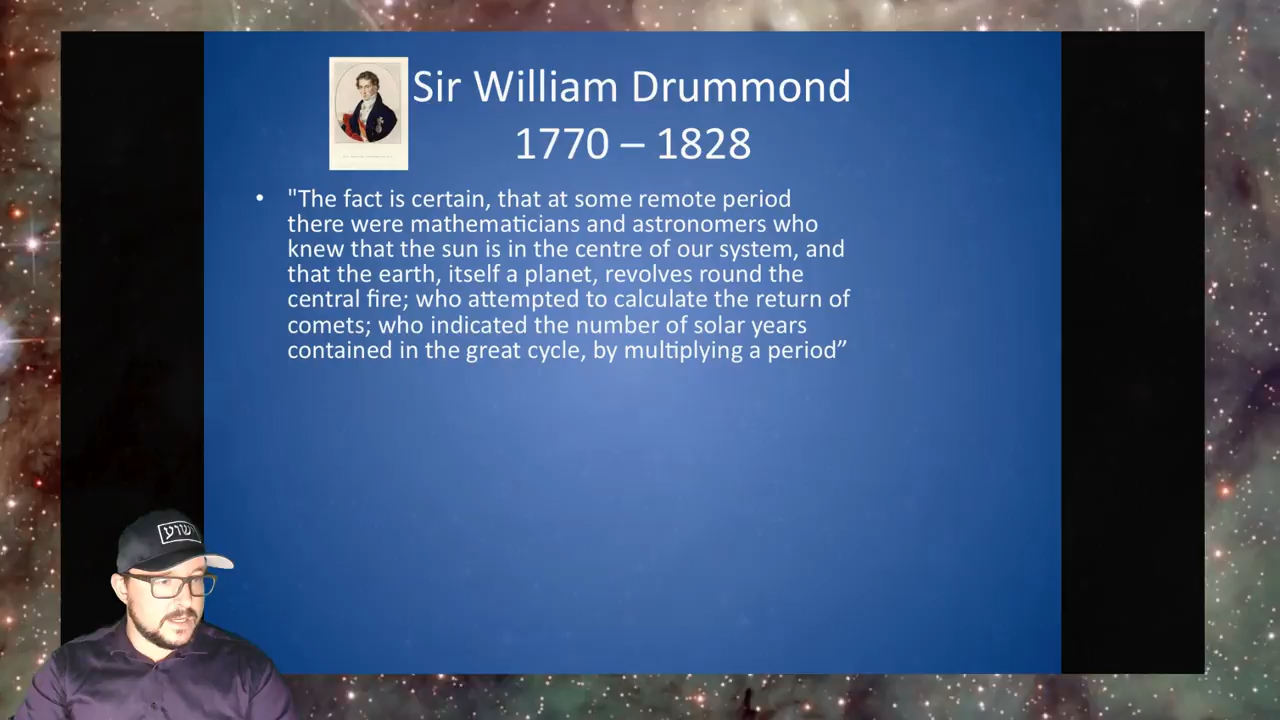 Sir William Drummond
1770 – 1828
• "The fact is certain, that at some remote period
there were mathematicians and astronomers who
knew that the sun is in the centre of our system, and
that the earth, itself a planet, revolves round the
central fire; who attempted to calculate the return of
comets; who indicated the number of solar years
contained in the great cycle, by multiplying a period”
ישוע